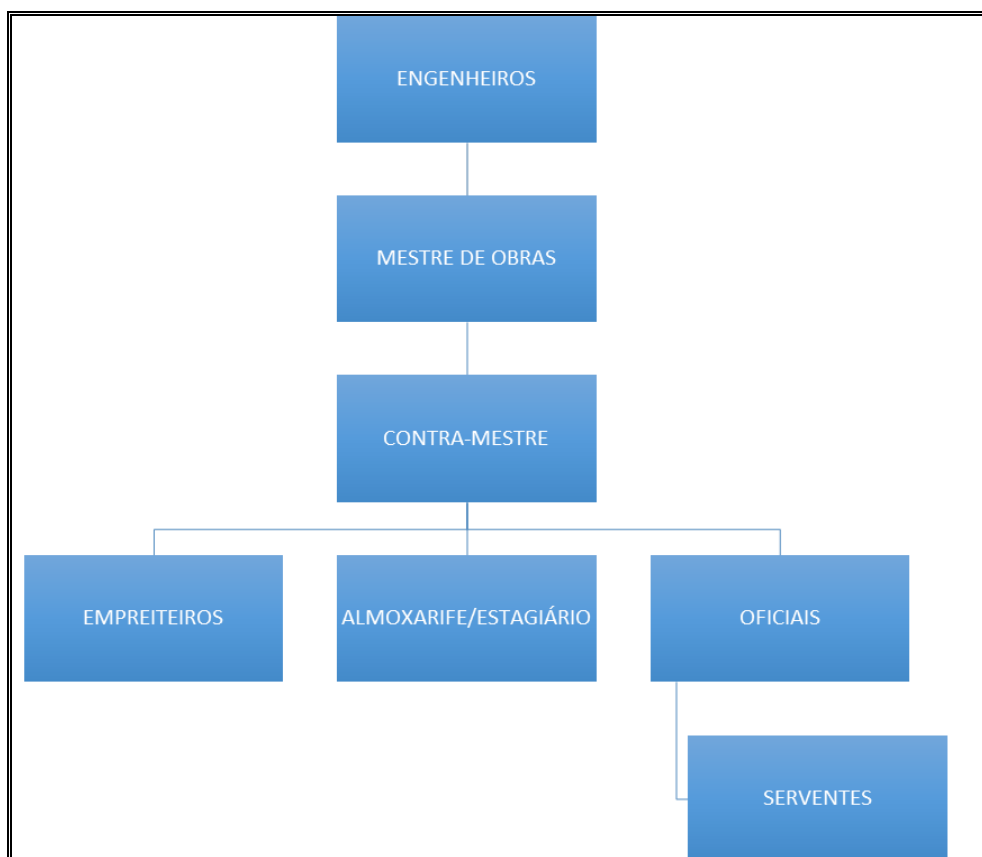 ENGENHEIROS
MESTRE DE OBRAS
CONTRA-MESTRE
EMPREITEIROS
ALMOXARIFE/ESTAGIÁRIO
OFICIAIS
SERVENTES